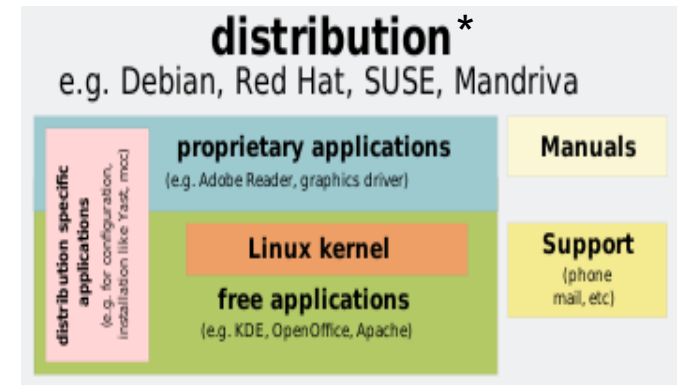 distribution*
e.g. Debian, Red Hat, SUSE, Mandriva
distribution specific
applications
(e.g. for configuration,
installation like Yast, mcc)
proprietary applications
(e.g. Adobe Reader, graphics driver)
Linux kernel
free applications
(e.g. KDE, OpenOffice, Apache)
Manuals
Support
(phone
mail, etc)